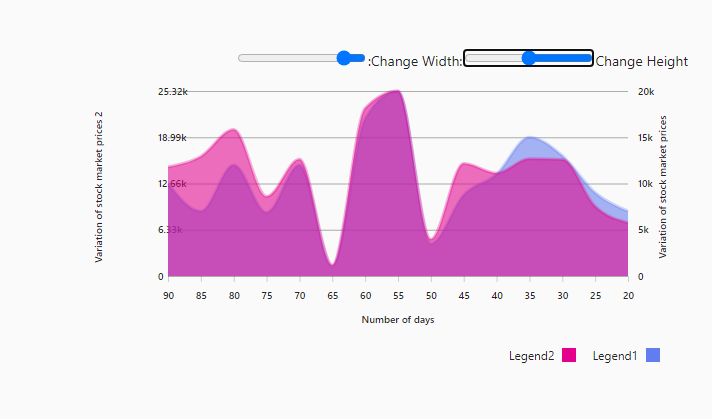 :Change Width:
Change Height
Variation of stock market prices 2
25.32k
18.99k
12.66k
6.33k
0
20k
15k
10k
5k
0
Variation of stock market prices
90 85 80 75 70 65 60 55 50 45 40 35 30 25 20
Number of days
Legend2 Legend1